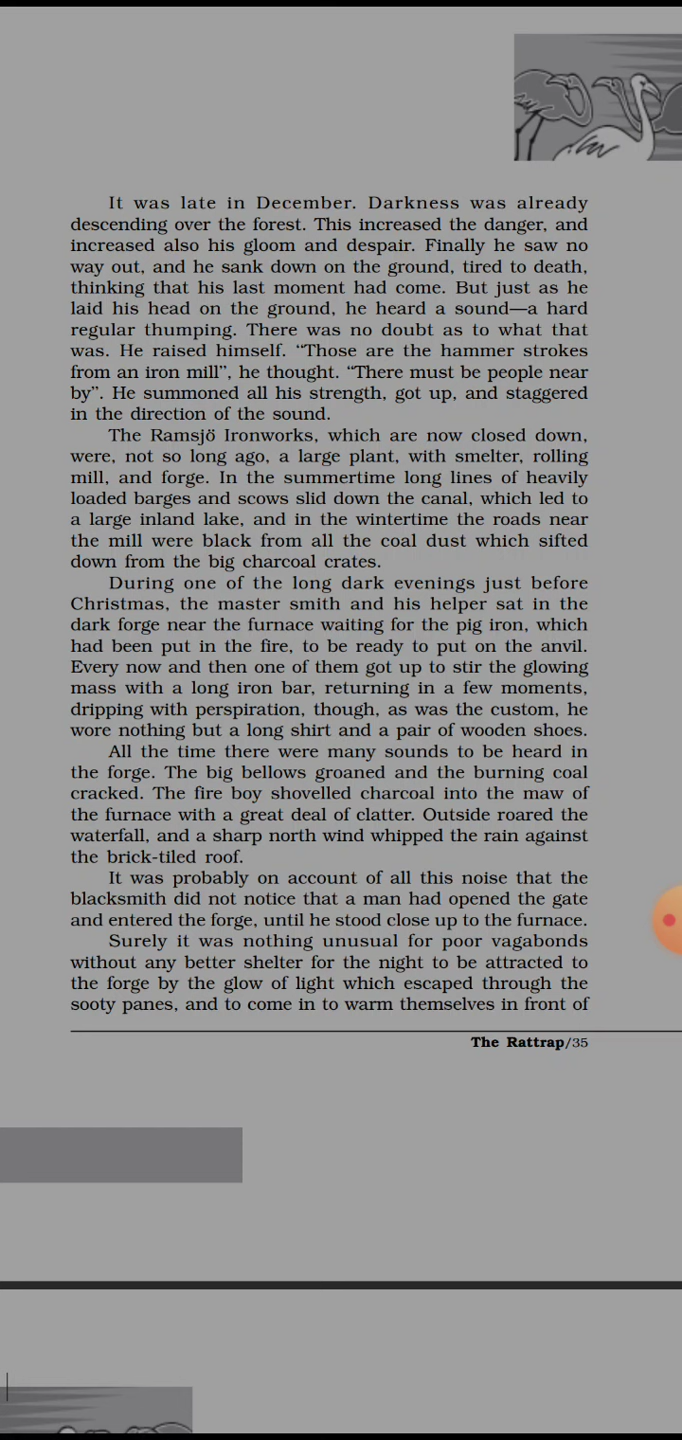 It was late in December. Darkness was already
descending over the forest. This increased the danger, and
increased also his gloom and despair. Finally he saw no
way out, and he sank down on the ground, tired to death,
thinking that his last moment had come. But just as he
laid his head on the ground, he heard a sound—a hard
regular thumping. There was no doubt as to what that
was. He raised himself. “Those are the hammer strokes
from an iron mill”, he thought. “There must be people near
by”. He summoned all his strength, got up, and staggered
in the direction of the sound.
The Ramsjö Ironworks, which are now closed down,
were, not so long ago, a large plant, with smelter, rolling
mill, and forge. In the summertime long lines of heavily
loaded barges and scows slid down the canal, which led to
a large inland lake, and in the wintertime the roads near
the mill were black from all the coal dust which sifted
down from the big charcoal crates.
During one of the long dark evenings just before
Christmas, the master smith and his helper sat in the
dark forge near the furnace waiting for the pig iron, which
had been put in the fire, to be ready to put on the anvil.
Every now and then one of them got up to stir the glowing
mass with a long iron bar, returning in a few moments,
dripping with perspiration, though, as was the custom, he
wore nothing but a long shirt and a pair of wooden shoes.
All the time there were many sounds to be heard in
the forge. The big bellows groaned and the burning coal
cracked. The fire boy shovelled charcoal into the maw of
the furnace with a great deal of clatter. Outside roared the
waterfall, and a sharp north wind whipped the rain against
the brick-tiled roof.
It was probably on account of all this noise that the
blacksmith did not notice that a man had opened the gate
and entered the forge, until he stood close up to the furnace.
Surely it was nothing unusual for poor vagabonds
without any better shelter for the night to be attracted to
the forge by the glow of light which escaped through the
sooty panes, and to come in to warm themselves in front of
The Rattrap/35